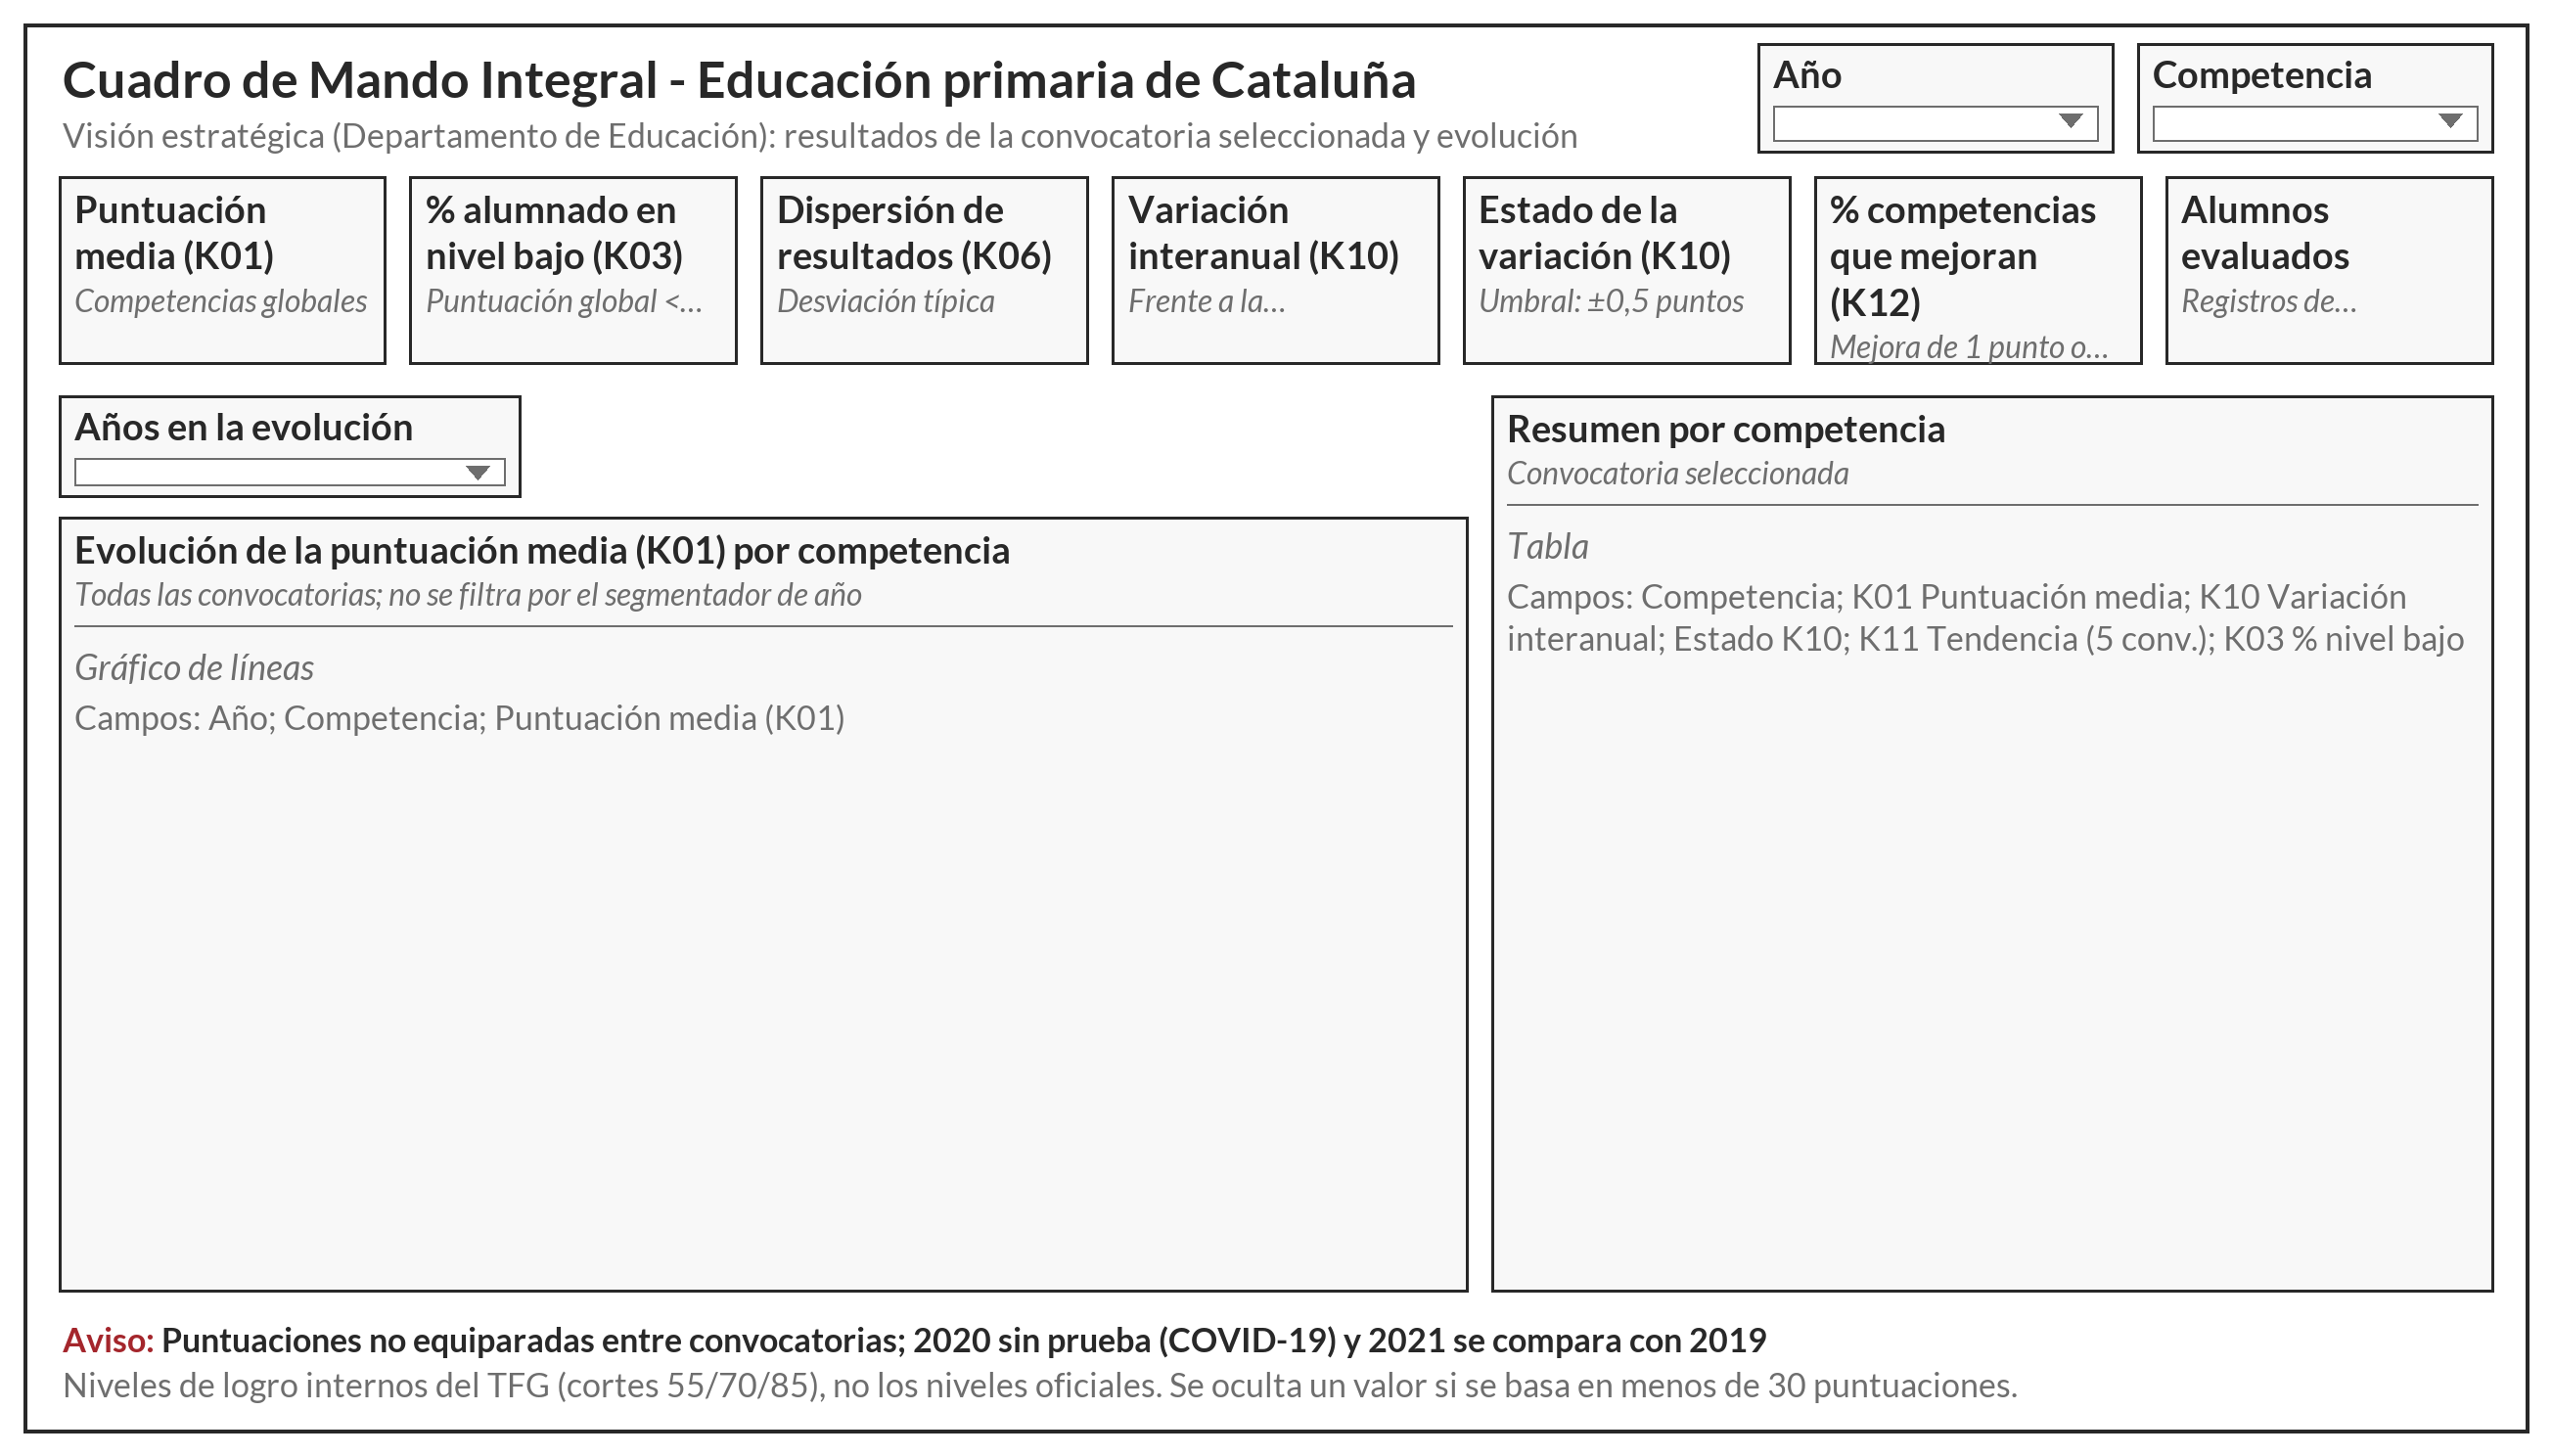 Cuadro de Mando Integral - Educación primaria de Cataluña
Visión estratégica (Departamento de Educación): resultados de la convocatoria seleccionada y evolución
Año
Competencia
Puntuación
media (K01)
Competencias globales
% alumnado en
nivel bajo (K03)
Puntuación global <...
Dispersión de
resultados (K06)
Desviación típica
Variación
interanual (K10)
Frente a la...
Estado de la
variación (K10)
Umbral: ±0,5 puntos
% competencias
que mejoran
(K12)
Mejora de 1 punto o...
Alumnos
evaluados
Registros de...
Años en la evolución
Evolución de la puntuación media (K01) por competencia
Todas las convocatorias; no se filtra por el segmentador de año
Gráfico de líneas
Campos: Año; Competencia; Puntuación media (K01)
Resumen por competencia
Convocatoria seleccionada
Tabla
Campos: Competencia; K01 Puntuación media; K10 Variación
interanual; Estado K10; K11 Tendencia (5 conv.); K03 % nivel bajo
Aviso: Puntuaciones no equiparadas entre convocatorias; 2020 sin prueba (COVID-19) y 2021 se compara con 2019
Niveles de logro internos del TFG (cortes 55/70/85), no los niveles oficiales. Se oculta un valor si se basa en menos de 30 puntuaciones.